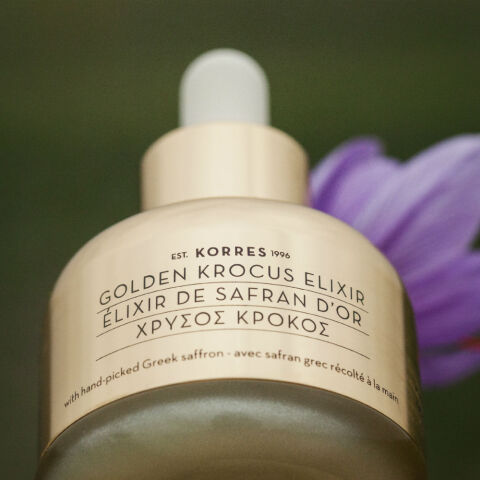 EST. KORRES 1996
GOLDEN KROCUS ELIXIR
ÉLIXIR DE SAFRAN D'OR
ΧΡΥΣΟΣ ΚΡΟΚΟΣ
with hand-picked Greek saffron - avec safran grec récolté à la main